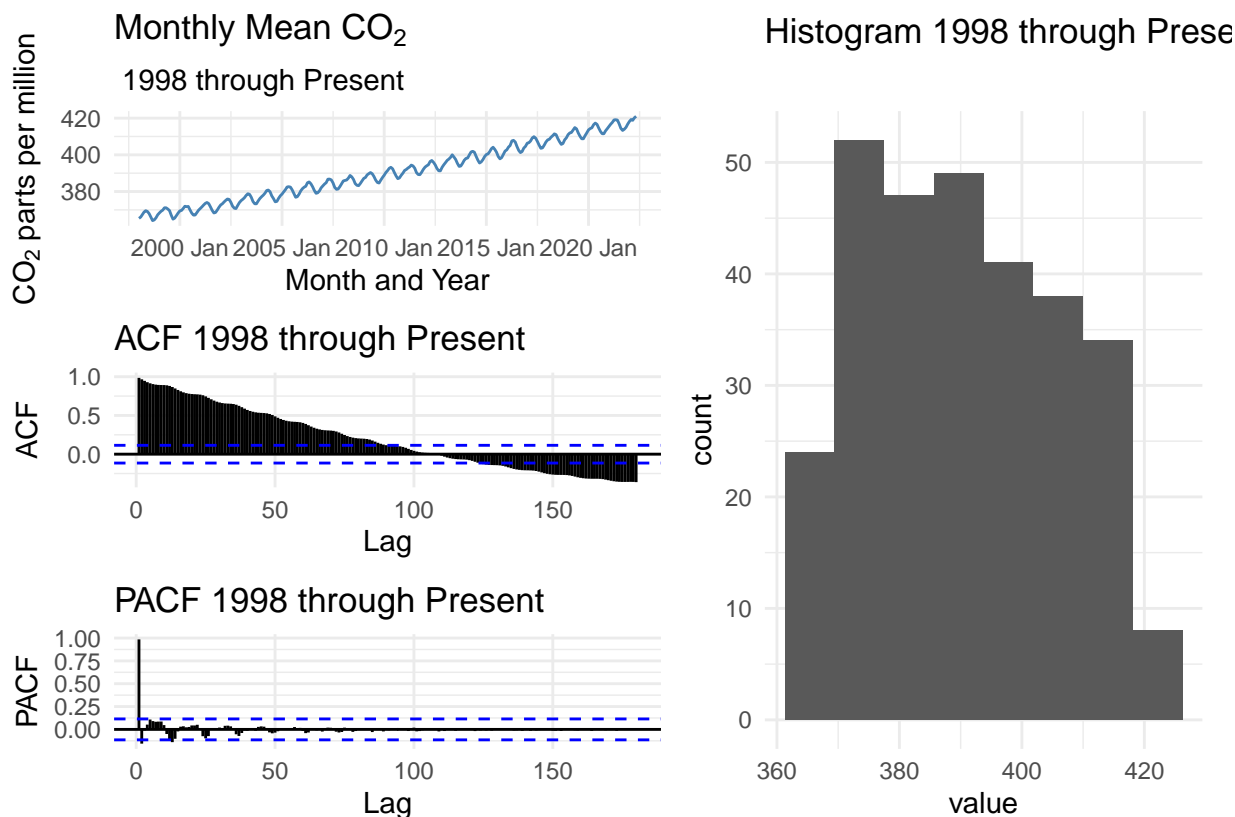 Monthly Mean CO₂
1998 through Present
CO₂ parts per million
420
400
380
2000 Jan 2005 Jan 2010 Jan 2015 Jan 2020 Jan
Month and Year
ACF 1998 through Present
ACF
1.0
0.5
0.0
0 50 100 150
Lag
PACF 1998 through Present
PACF
1.00
0.75
0.50
0.25
0.00
0 50 100 150
Lag
Histogram 1998 through Prese
count
50
40
30
20
10
0
360 380 400 420
value